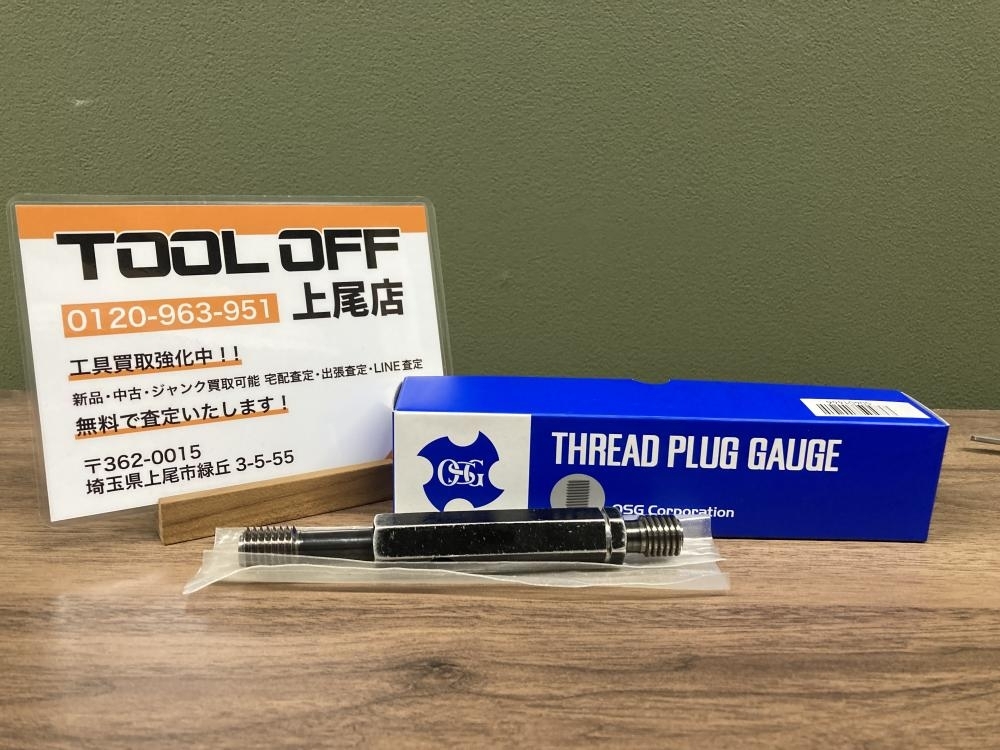 TOOL OFF
0120-963-951 上尾店
工具買取強化中！！
新品・中古・ジャンク買取可能 宅配査定・出張査定・LINE査定
無料で査定いたします！
〒362-0015
埼玉県上尾市緑丘 3-5-55
OSG
THREAD PLUG GAUGE
OSG Corporation